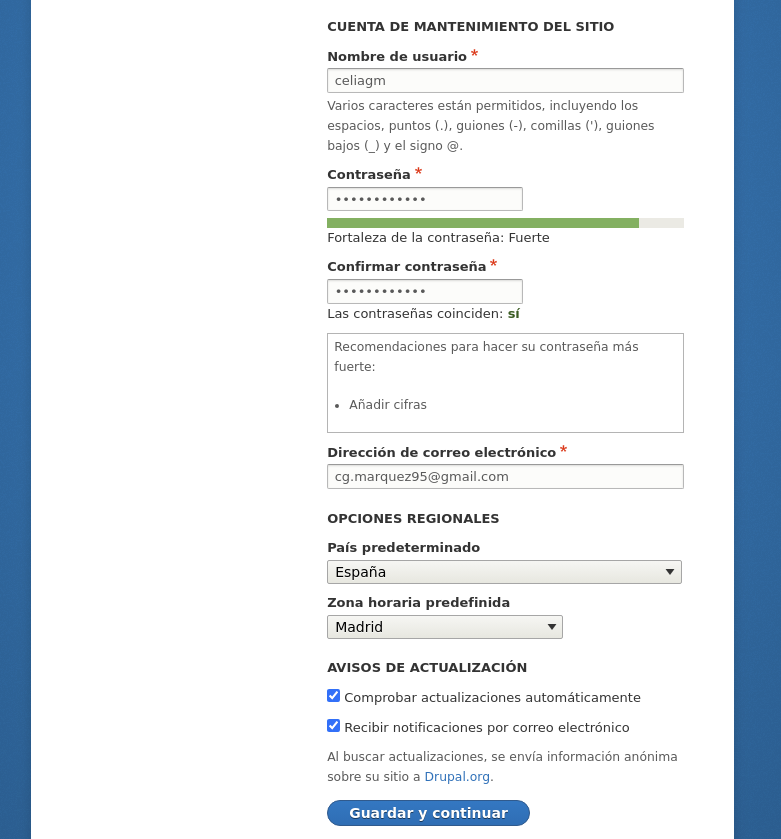 CUENTA DE MANTENIMIENTO DEL SITIO
Nombre de usuario *
celiagm
Varios caracteres están permitidos, incluyendo los
espacios, puntos (.), guiones (-), comillas ('), guiones
bajos (_) y el signo @.
Contraseña *
••••••••••••
Fortaleza de la contraseña: Fuerte
Confirmar contraseña *
••••••••••••
Las contraseñas coinciden: sí
Recomendaciones para hacer su contraseña más
fuerte:
• Añadir cifras
Dirección de correo electrónico *
cg.marquez95@gmail.com
OPCIONES REGIONALES
País predeterminado
España
Zona horaria predefinida
Madrid
AVISOS DE ACTUALIZACIÓN
Comprobar actualizaciones automáticamente
Recibir notificaciones por correo electrónico
Al buscar actualizaciones, se envía información anónima
sobre su sitio a Drupal.org.
Guardar y continuar